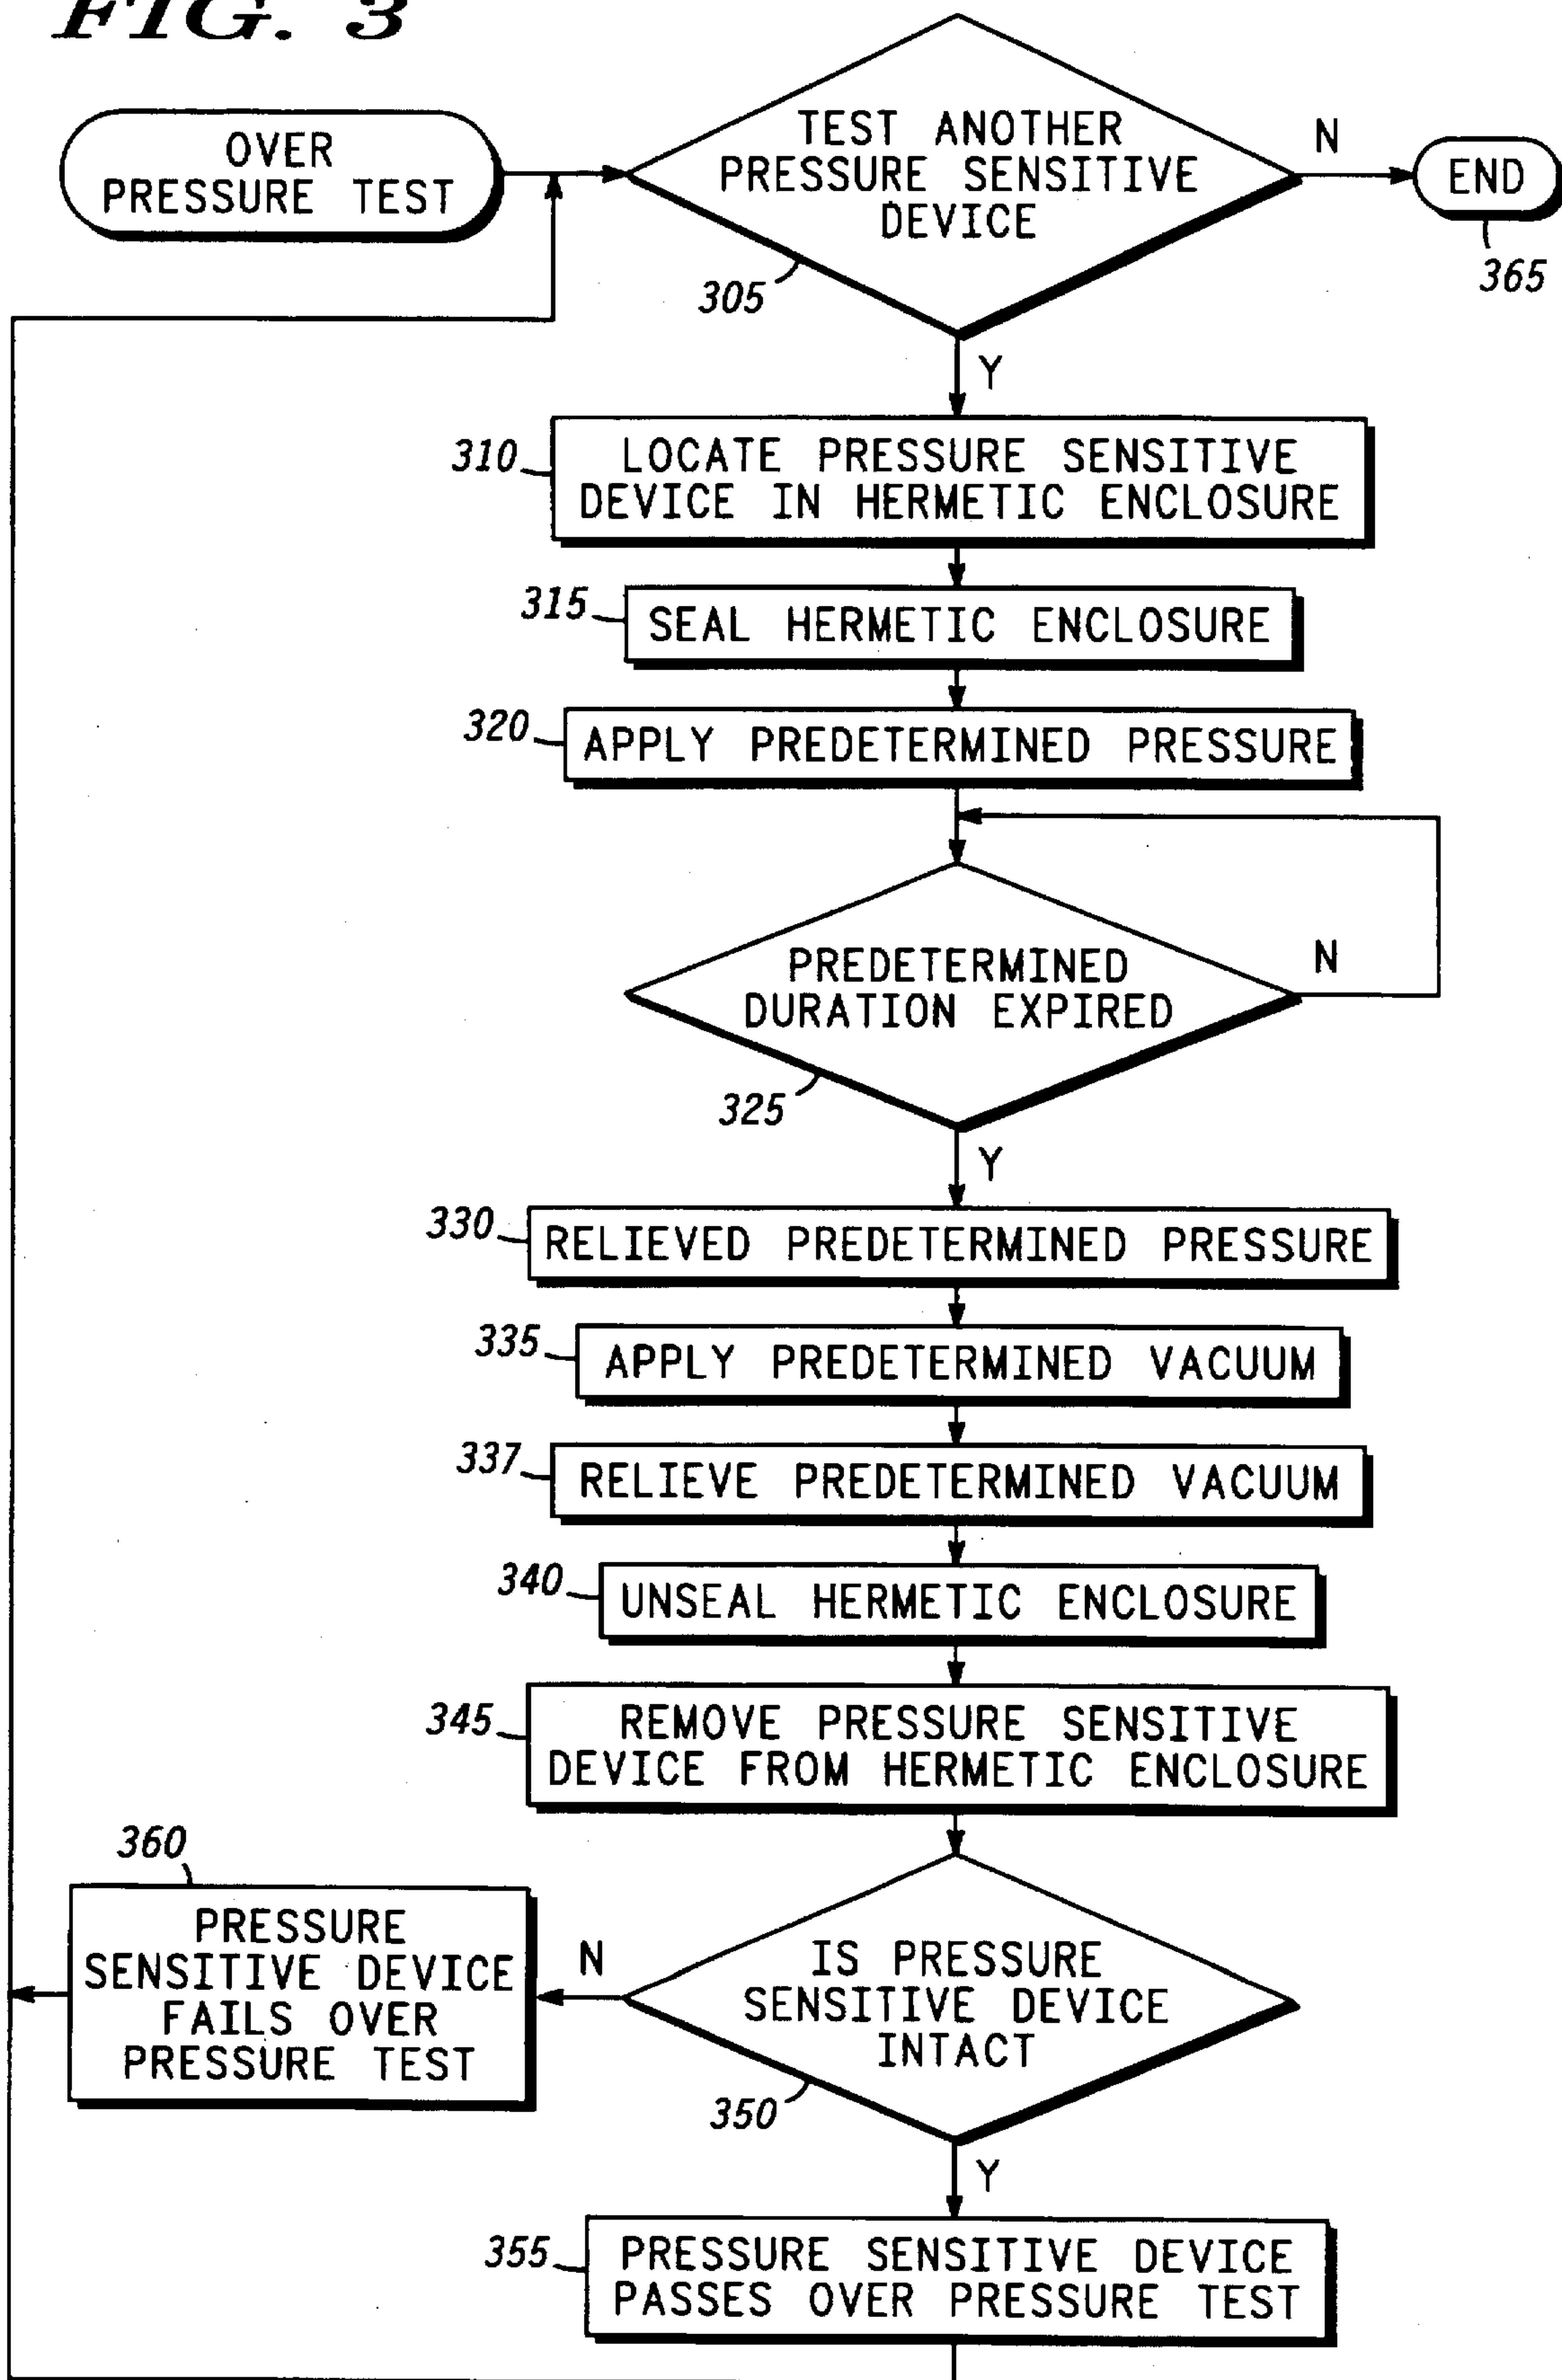 FIG. 3
OVER
PRESSURE TEST
TEST ANOTHER
PRESSURE SENSITIVE
DEVICE
N
END
305
365
Y
310
LOCATE PRESSURE SENSITIVE
DEVICE IN HERMETIC ENCLOSURE
315
SEAL HERMETIC ENCLOSURE
320
APPLY PREDETERMINED PRESSURE
PREDETERMINED
DURATION EXPIRED
N
325
Y
330
RELIEVED PREDETERMINED PRESSURE
335
APPLY PREDETERMINED VACUUM
337
RELIEVE PREDETERMINED VACUUM
340
UNSEAL HERMETIC ENCLOSURE
345
REMOVE PRESSURE SENSITIVE
DEVICE FROM HERMETIC ENCLOSURE
360
PRESSURE
SENSITIVE DEVICE
FAILS OVER
PRESSURE TEST
N
IS PRESSURE
SENSITIVE DEVICE
INTACT
350
Y
355
PRESSURE SENSITIVE DEVICE
PASSES OVER PRESSURE TEST